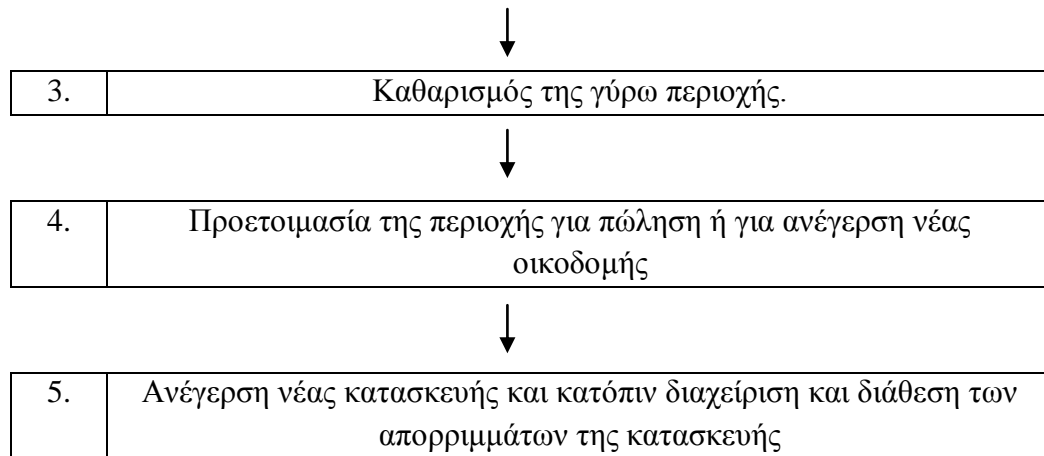 3. Καθαρισμός της γύρω περιοχής.
4. Προετοιμασία της περιοχής για πώληση ή για ανέγερση νέας
οικοδομής
5. Ανέγερση νέας κατασκευής και κατόπιν διαχείριση και διάθεση των
απορριμμάτων της κατασκευής